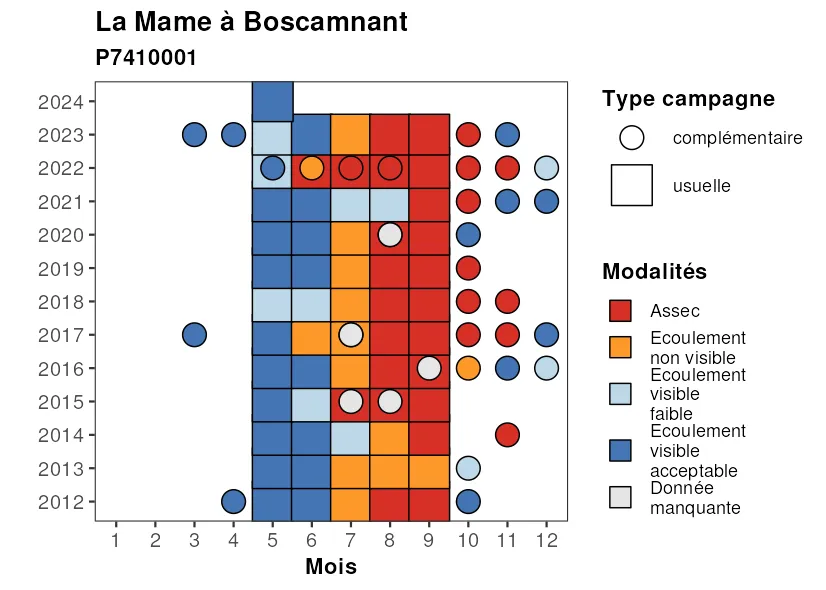 La Mame à Boscamnant
P7410001
2024
2023
2022
2021
2020
2019
2018
2017
2016
2015
2014
2013
2012
1 2 3 4 5 6 7 8 9 10 11 12
Mois
Type campagne
complémentaire
usuelle
Modalités
Assec
Ecoulement
non visible
Ecoulement
visible
faible
Ecoulement
visible
acceptable
Donnée
manquante